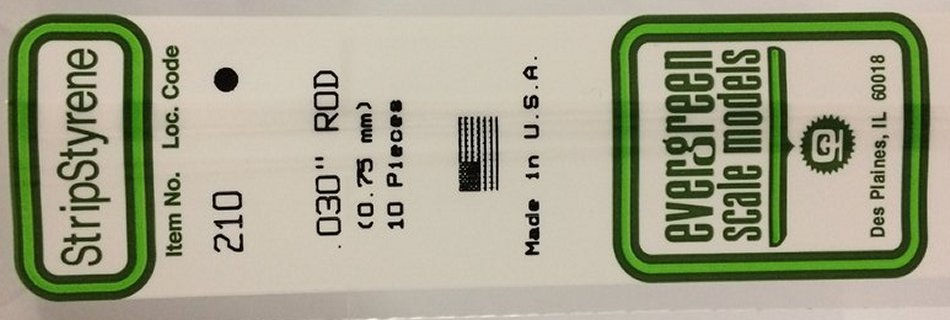 StripStyrene
Item No. Loc. Code
210
.030" ROD
(0.75 mm)
10 Pieces
Made in U.S.A.
evergreen
scale models
Des Plaines, IL 60018